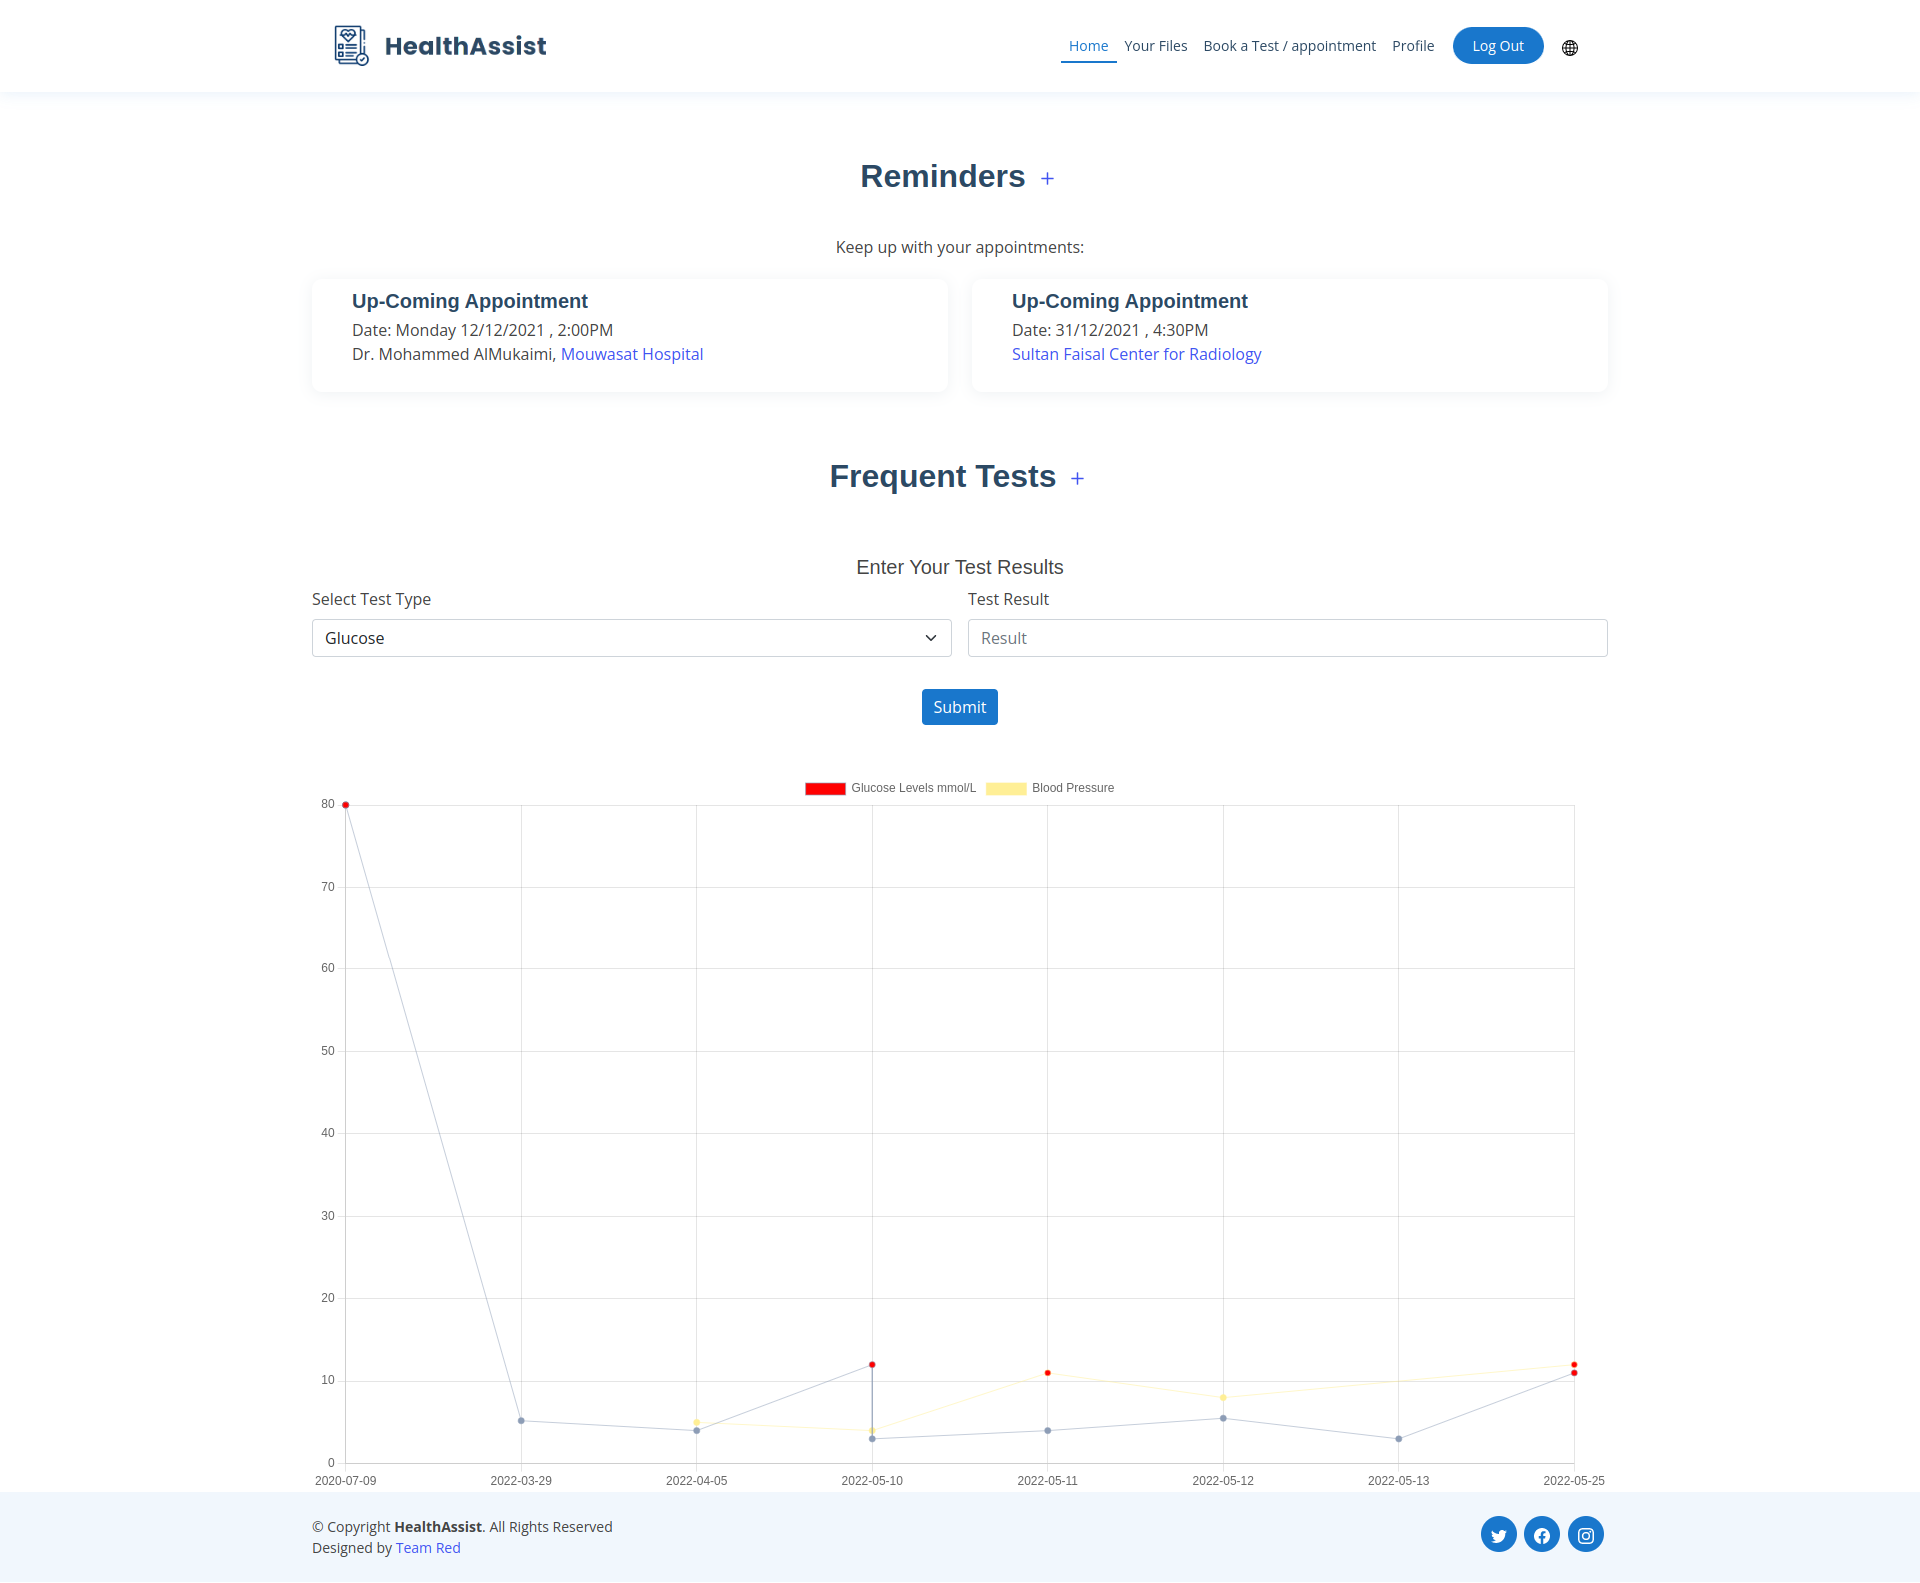 HealthAssist
Home Your Files Book a Test / appointment Profile Log Out
Reminders +
Keep up with your appointments:
Up-Coming Appointment
Date: Monday 12/12/2021 , 2:00PM
Dr. Mohammed AlMukaimi, Mouwasat Hospital
Up-Coming Appointment
Date: 31/12/2021 , 4:30PM
Sultan Faisal Center for Radiology
Frequent Tests +
Enter Your Test Results
Select Test Type
Glucose
Test Result
Result
Submit
Glucose Levels mmol/L Blood Pressure
80
70
60
50
40
30
20
10
0
2020-07-09 2022-03-29 2022-04-05 2022-05-10 2022-05-11 2022-05-12 2022-05-13 2022-05-25
© Copyright HealthAssist. All Rights Reserved
Designed by Team Red